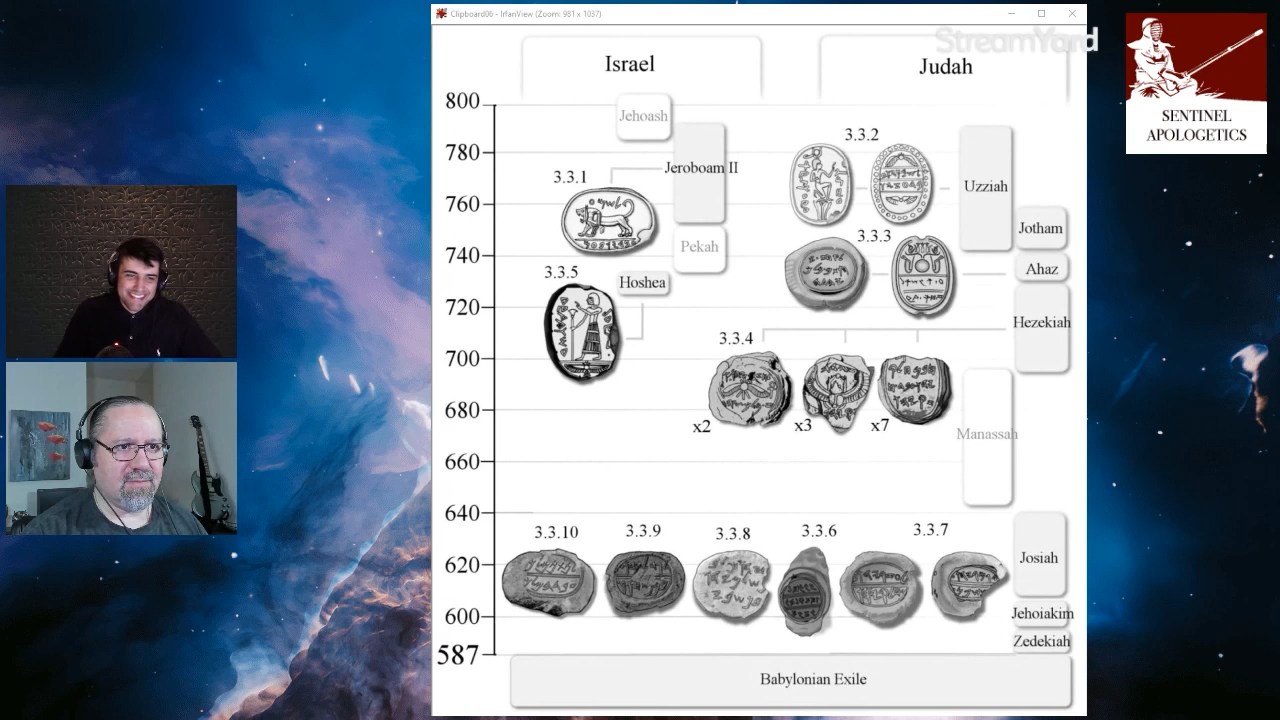 Clipboard06 - IrfanView (Zoom: 981 x 1037)
StreamYard
SENTINEL
APOLOGETICS
Israel
Judah
800
780
760
740
720
700
680
660
640
620
600
587
Jehoash
Jeroboam II
3.3.1
Pekah
3.3.5
Hoshea
3.3.2
Uzziah
Jotham
3.3.3
Ahaz
Hezekiah
3.3.4
x2
x3
x7
Manassah
3.3.10
3.3.9
3.3.8
3.3.6
3.3.7
Josiah
Jehoiakim
Zedekiah
Babylonian Exile